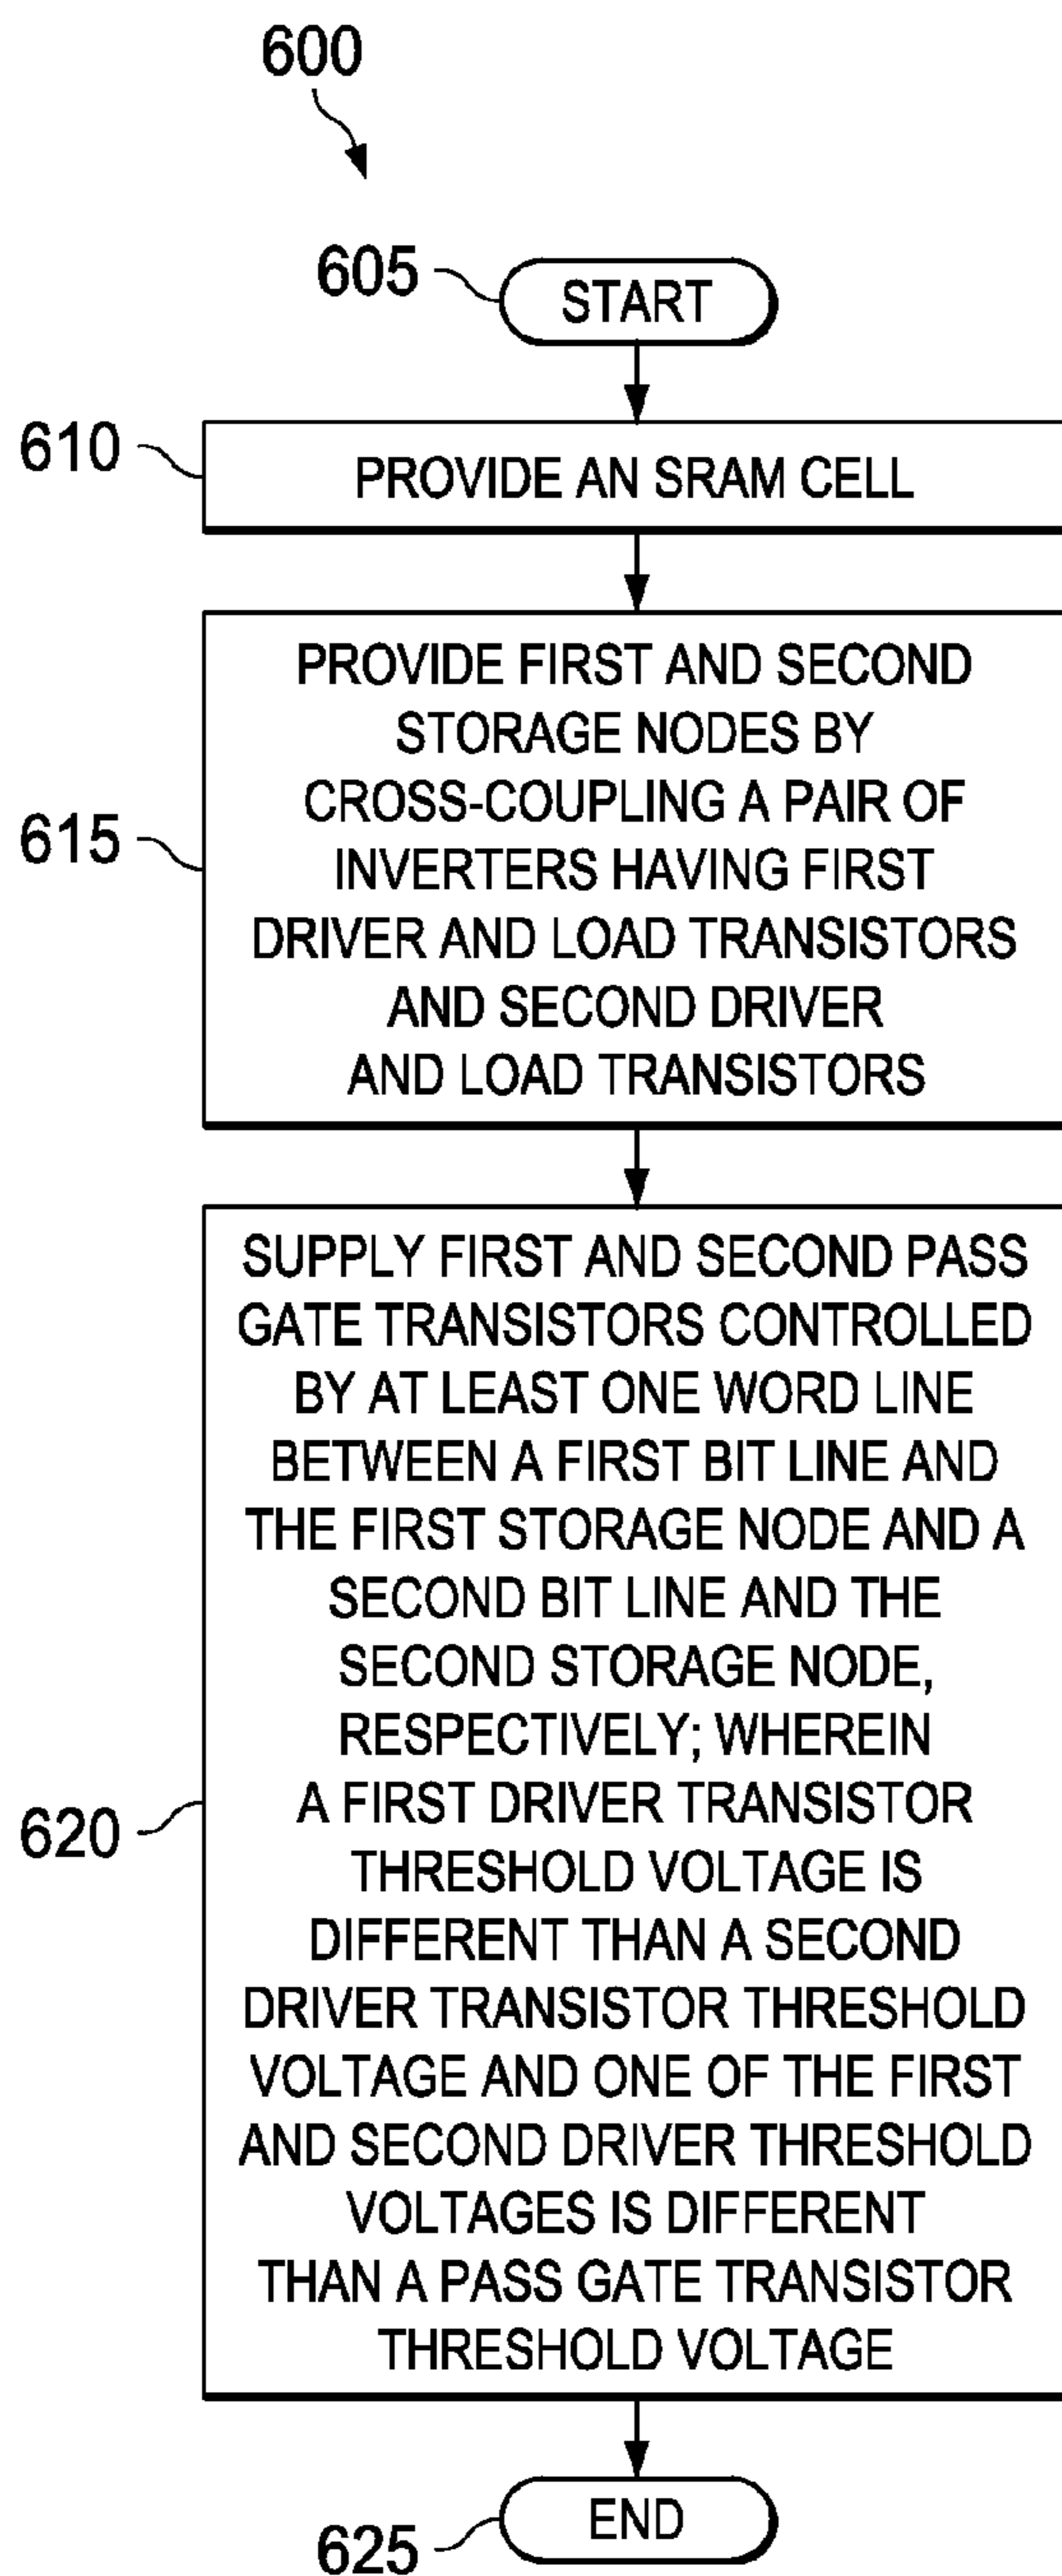 600
605
START
610
PROVIDE AN SRAM CELL
615
PROVIDE FIRST AND SECOND
STORAGE NODES BY
CROSS-COUPLING A PAIR OF
INVERTERS HAVING FIRST
DRIVER AND LOAD TRANSISTORS
AND SECOND DRIVER
AND LOAD TRANSISTORS
620
SUPPLY FIRST AND SECOND PASS
GATE TRANSISTORS CONTROLLED
BY AT LEAST ONE WORD LINE
BETWEEN A FIRST BIT LINE AND
THE FIRST STORAGE NODE AND A
SECOND BIT LINE AND THE
SECOND STORAGE NODE,
RESPECTIVELY; WHEREIN
A FIRST DRIVER TRANSISTOR
THRESHOLD VOLTAGE IS
DIFFERENT THAN A SECOND
DRIVER TRANSISTOR THRESHOLD
VOLTAGE AND ONE OF THE FIRST
AND SECOND DRIVER THRESHOLD
VOLTAGES IS DIFFERENT
THAN A PASS GATE TRANSISTOR
THRESHOLD VOLTAGE
625
END